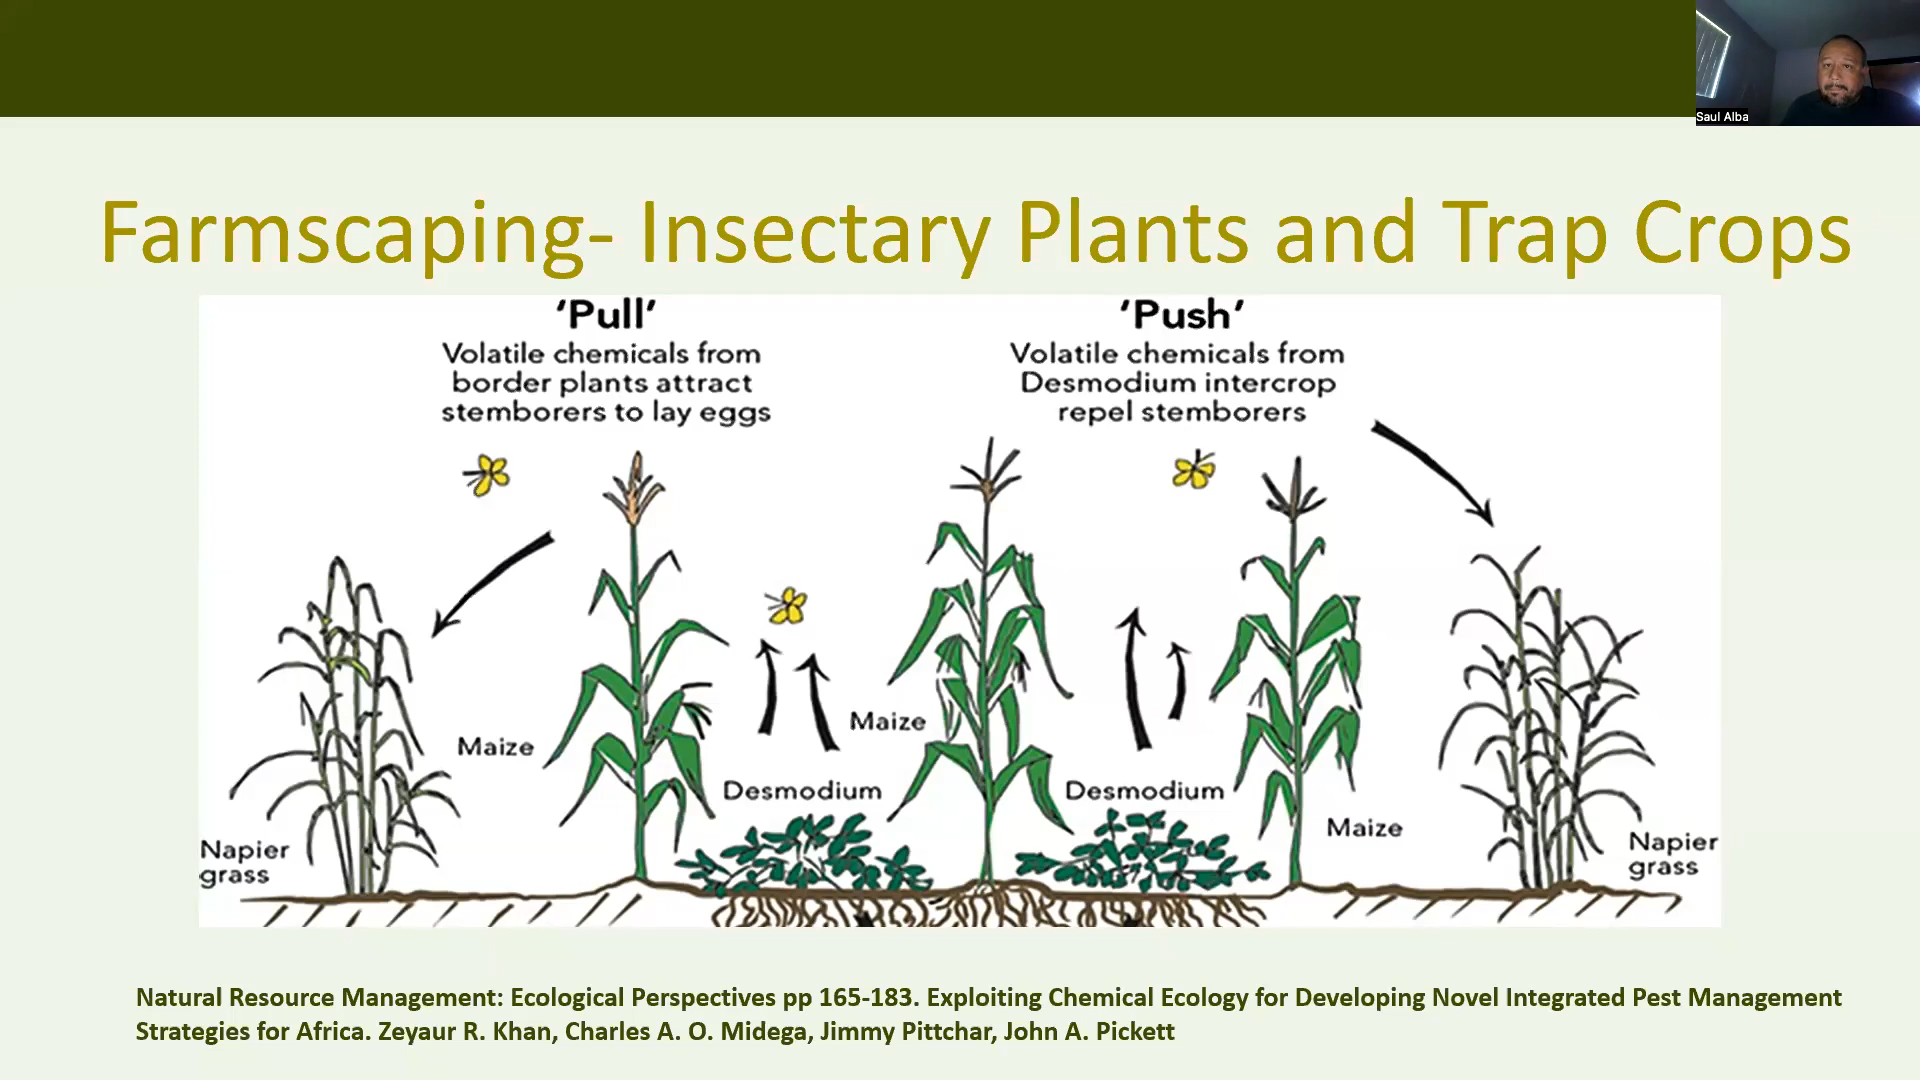 Saul Alba
Farmscaping- Insectary Plants and Trap Crops
'Pull'
Volatile chemicals from
border plants attract
stemborers to lay eggs
'Push'
Volatile chemicals from
Desmodium intercrop
repel stemborers
Maize
Maize
Desmodium
Desmodium
Maize
Napier
grass
Napier
grass
Natural Resource Management: Ecological Perspectives pp 165-183. Exploiting Chemical Ecology for Developing Novel Integrated Pest Management
Strategies for Africa. Zeyaur R. Khan, Charles A. O. Midega, Jimmy Pittchar, John A. Pickett